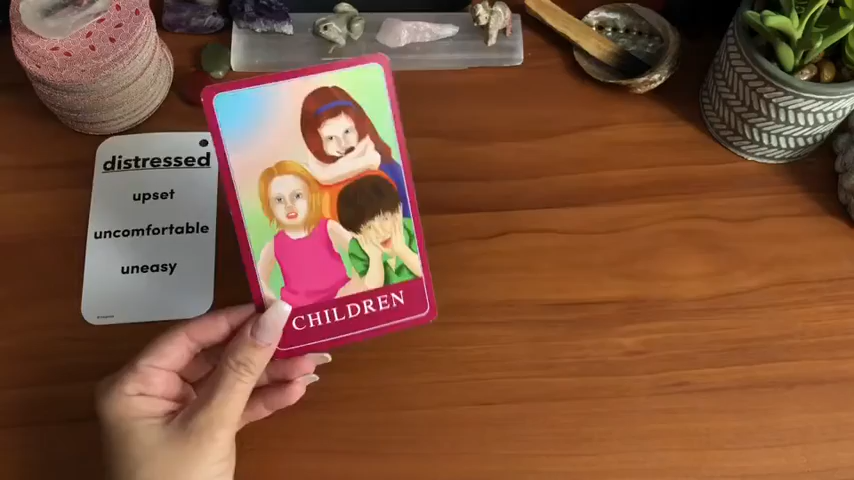 distressed
upset
uncomfortable
uneasy
CHILDREN